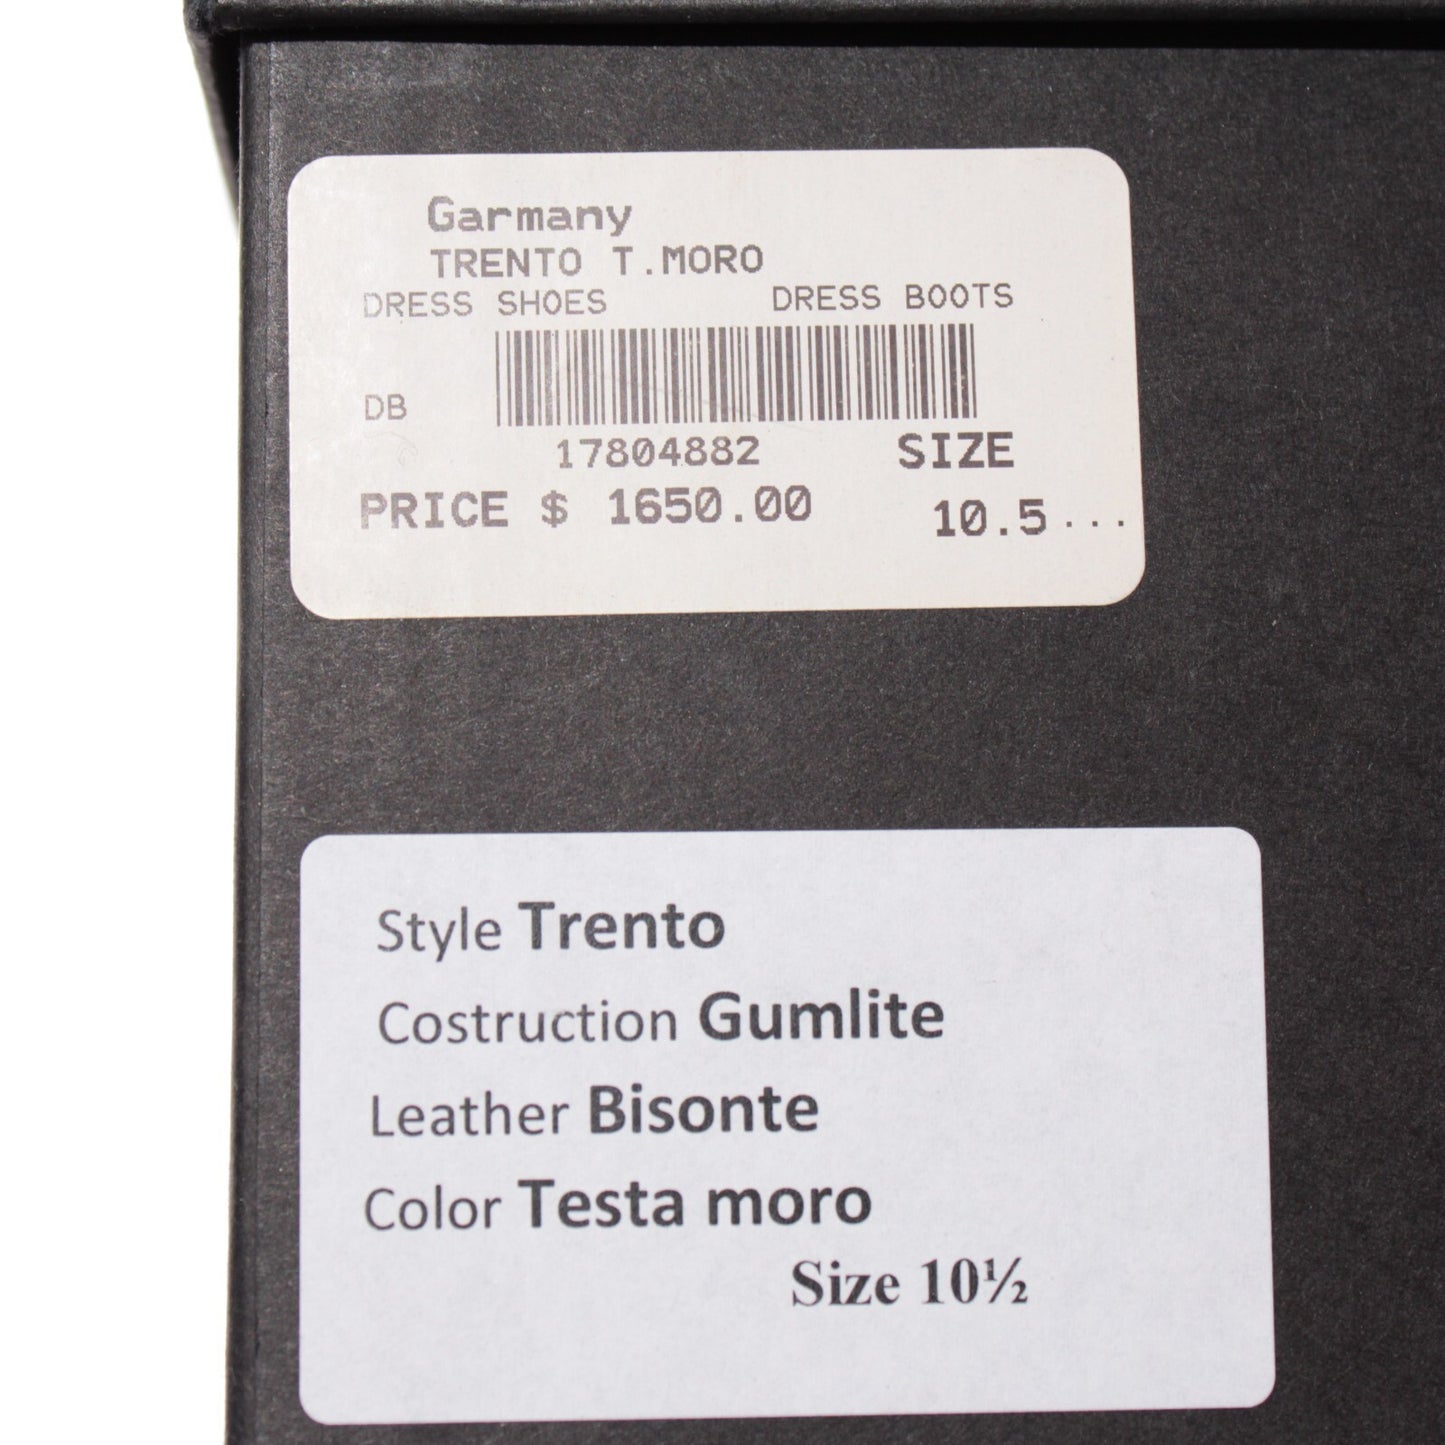 Garmany
TRENTO T.MORO
DRESS SHOES DRESS BOOTS
DB
17804882 SIZE
PRICE $ 1650.00 10.5...
Style Trento
Costruction Gumlite
Leather Bisonte
Color Testa moro
Size 10½